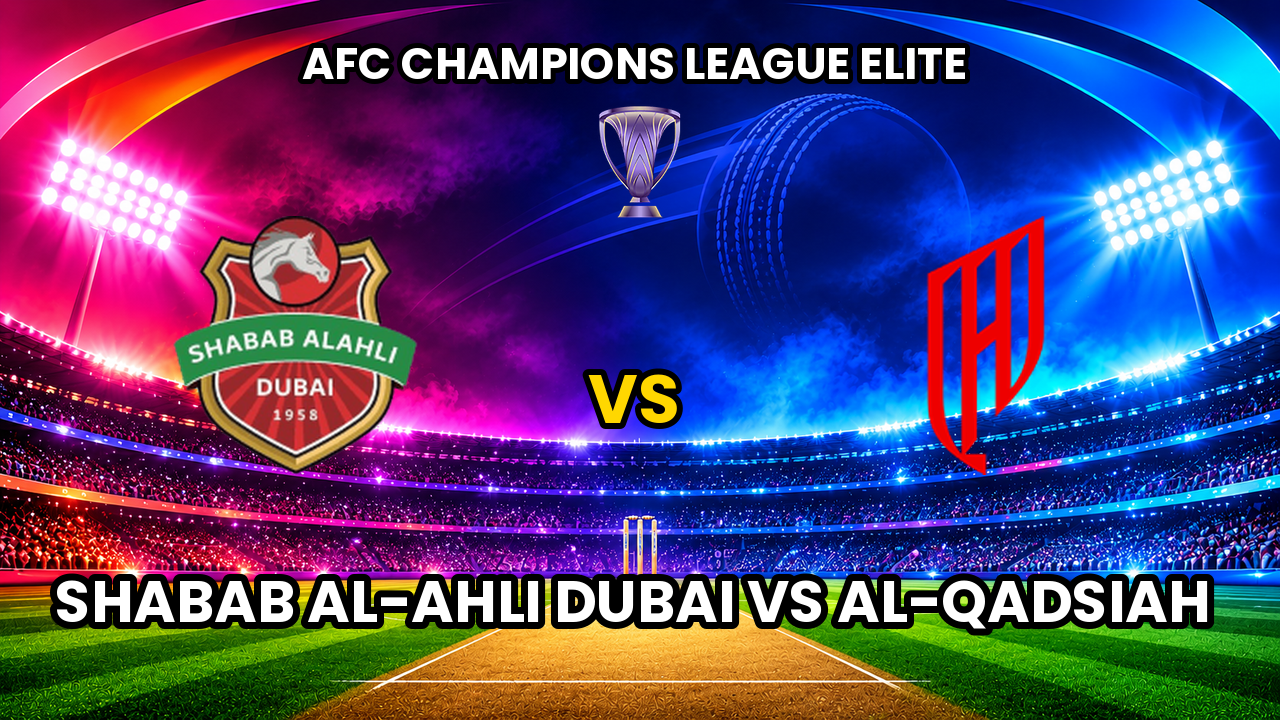 AFC CHAMPIONS LEAGUE ELITE
SHABAB ALAHLI
DUBAI
1958
VS
SHABAB AL-AHLI DUBAI VS AL-QADSIAH